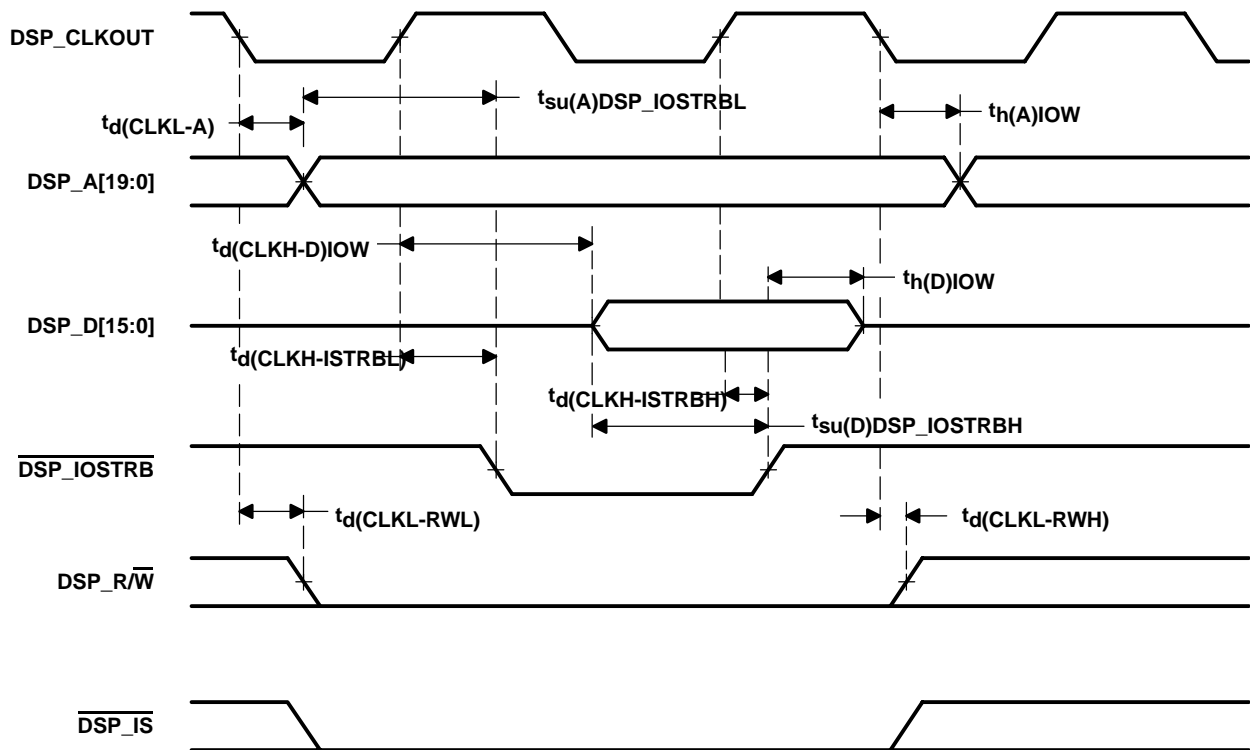 DSP_CLKOUT
tsu(A)DSP_IOSTRBL
td(CLKL-A)
th(A)IOW
DSP_A[19:0]
td(CLKH-D)IOW
th(D)IOW
DSP_D[15:0]
td(CLKH-ISTRBL)
td(CLKH-ISTRBH)
tsu(D)DSP_IOSTRBH
DSP_IOSTRB
td(CLKL-RWL)
td(CLKL-RWH)
DSP_R/W
DSP_IS